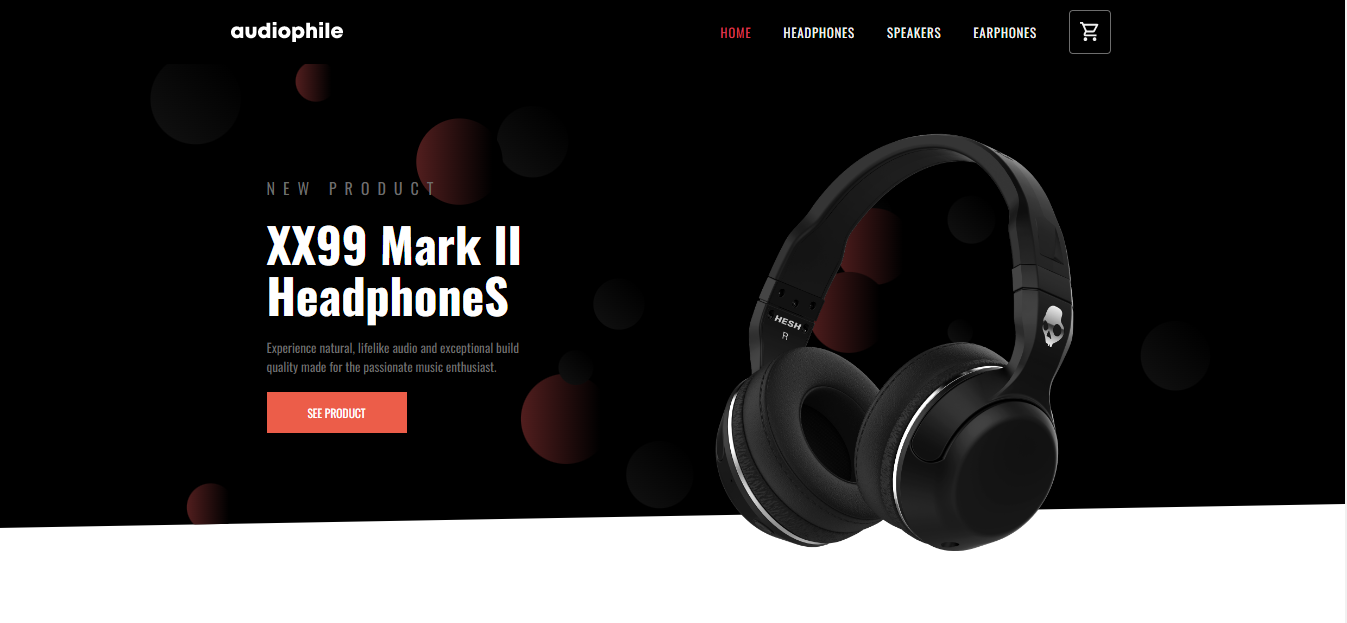 audiophile
HOME HEADPHONES SPEAKERS EARPHONES
NEW PRODUCT
XX99 Mark II
HeadphoneS
Experience natural, lifelike audio and exceptional build
quality made for the passionate music enthusiast.
SEE PRODUCT
HESH
R